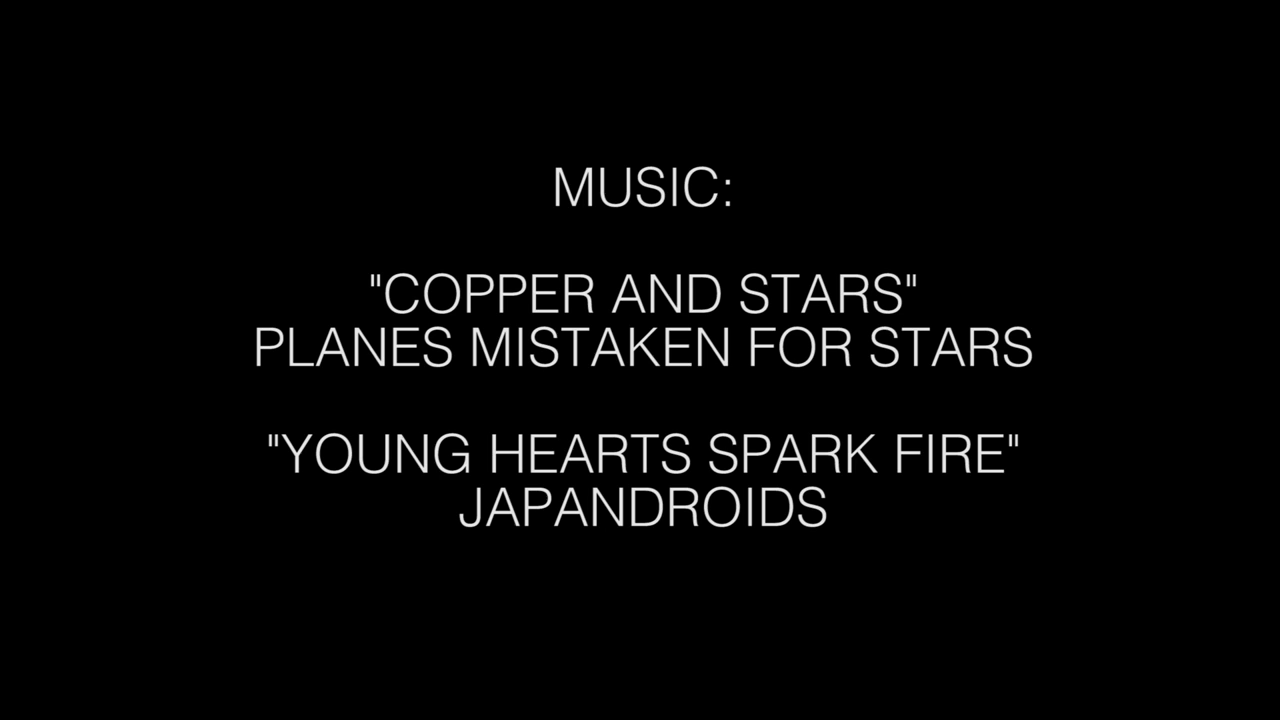 MUSIC:
"COPPER AND STARS"
PLANES MISTAKEN FOR STARS
"YOUNG HEARTS SPARK FIRE"
JAPANDROIDS